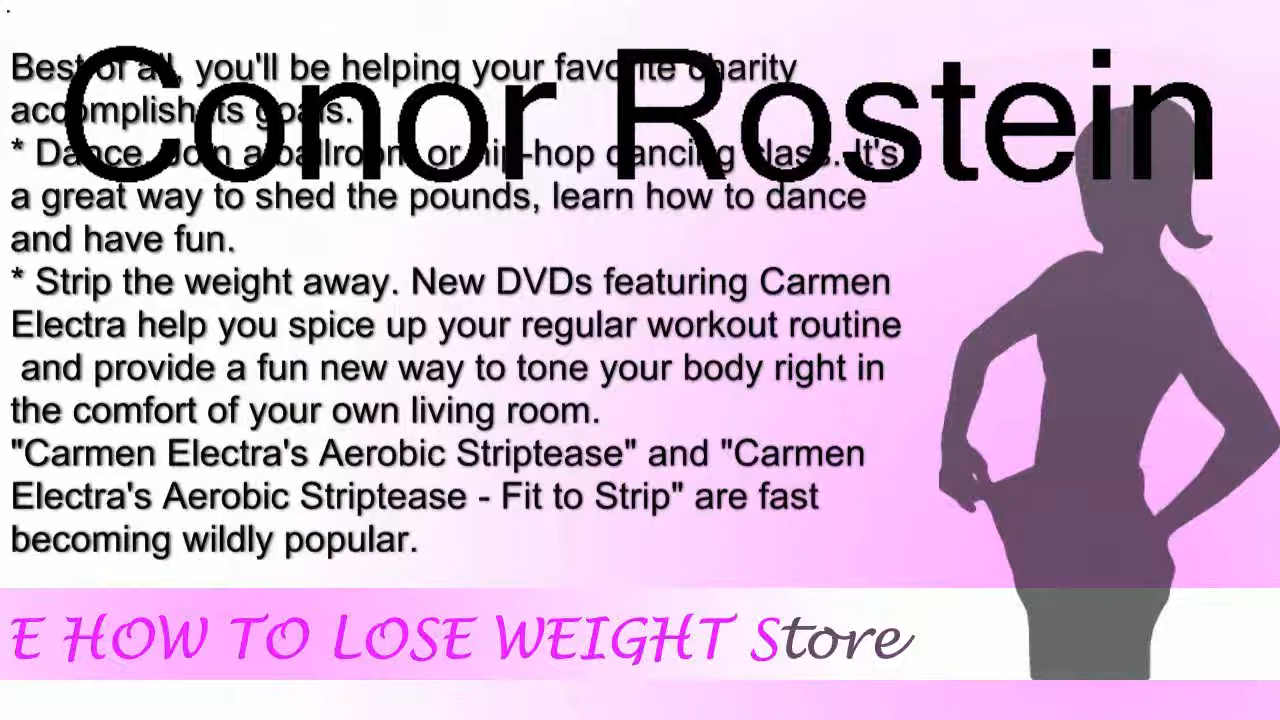 Conor Rostein
Best of all, you'll be helping your favorite charity
accomplish its goals.
* Dance. Join a ballroom or hip-hop dancing class. It's
a great way to shed the pounds, learn how to dance
and have fun.
* Strip the weight away. New DVDs featuring Carmen
Electra help you spice up your regular workout routine
and provide a fun new way to tone your body right in
the comfort of your own living room.
"Carmen Electra's Aerobic Striptease" and "Carmen
Electra's Aerobic Striptease - Fit to Strip" are fast
becoming wildly popular.
E HOW TO LOSE WEIGHT Store